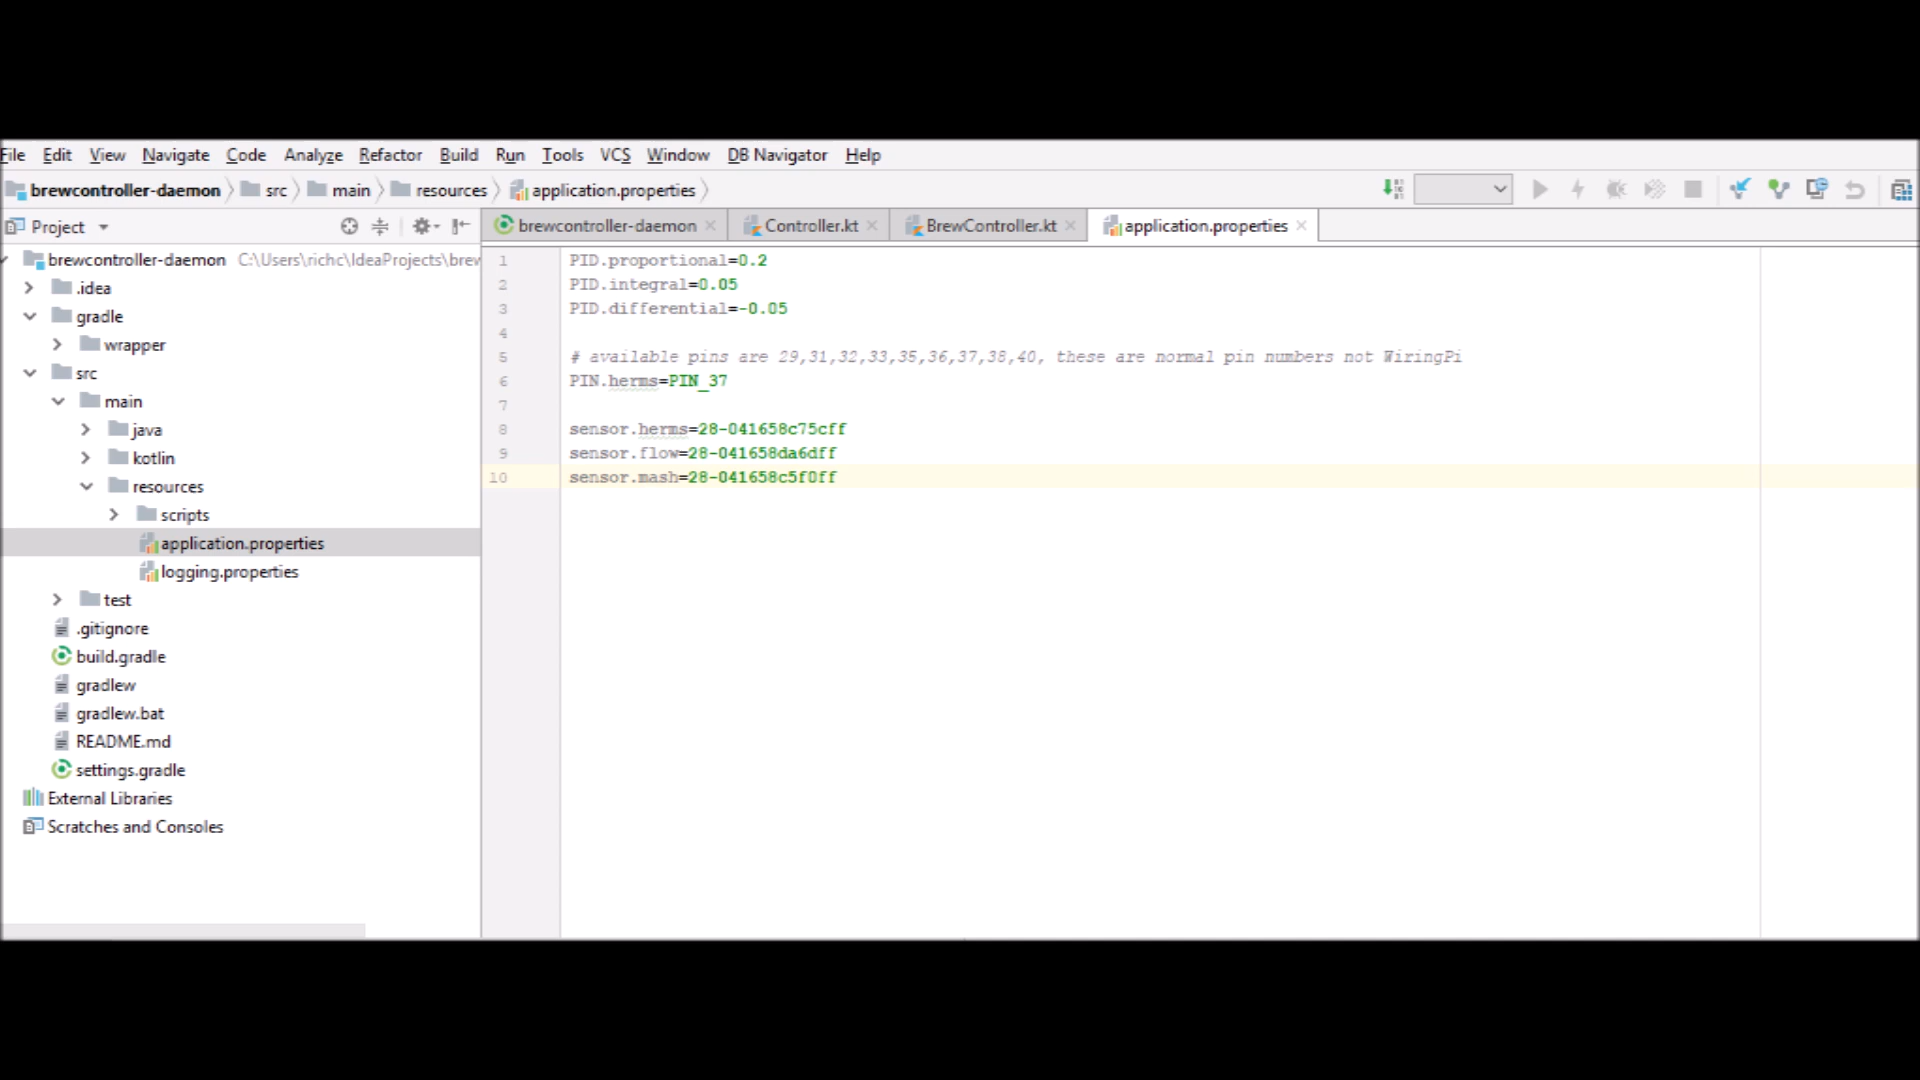 File Edit View Navigate Code Analyze Refactor Build Run Tools VCS Window DB Navigator Help
brewcontroller-daemon src main resources application.properties
Project brewcontroller-daemon Controller.kt BrewController.kt application.properties
brewcontroller-daemon C:\Users\richc\IdeaProjects\brew
.idea
gradle
wrapper
src
main
java
kotlin
resources
scripts
application.properties
logging.properties
test
.gitignore
build.gradle
gradlew
gradlew.bat
README.md
settings.gradle
External Libraries
Scratches and Consoles
1 PID.proportional=0.2
2 PID.integral=0.05
3 PID.differential=-0.05
4
5 # available pins are 29,31,32,33,35,36,37,38,40, these are normal pin numbers not WiringPi
6 PIN.herms=PIN_37
7
8 sensor.herms=28-041658c75cff
9 sensor.flow=28-041658da6dff
10 sensor.mash=28-041658c5f0ff